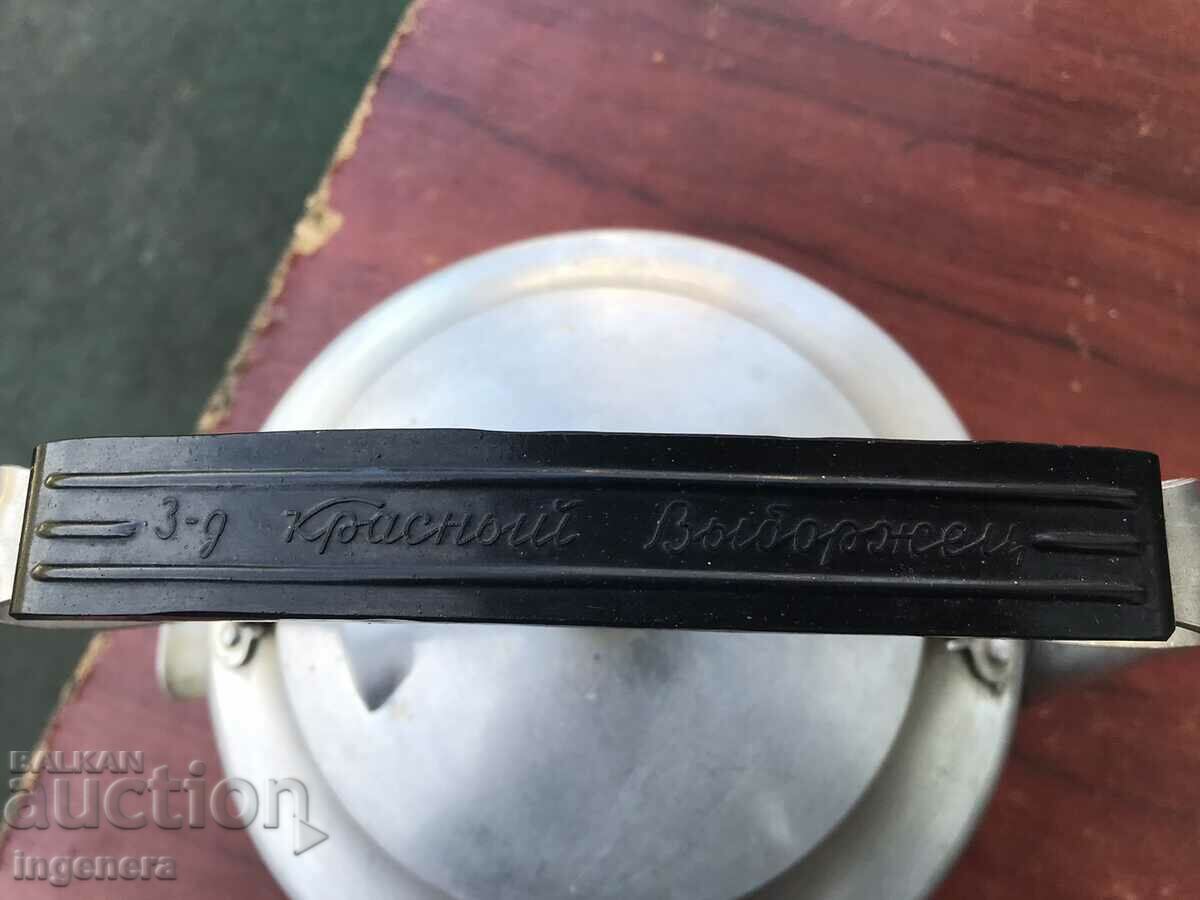 З-д Красный Выборжец
BALKAN
auction
ingenera